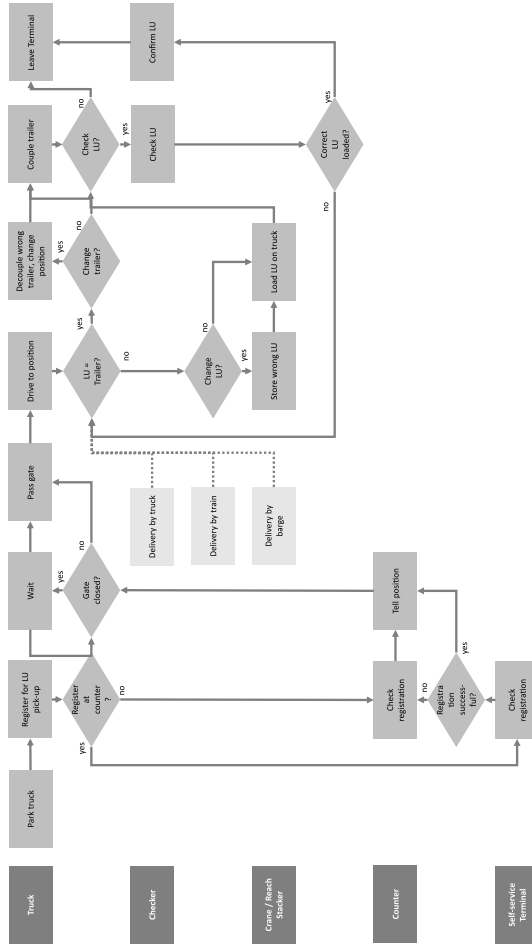 Truck
Park truck
Register for LU
pick-up
Wait
Pass gate
Drive to position
Decouple wrong
trailer, change
position
Couple trailer
Leave Terminal
Register
at
counter
?
yes
no
Gate
closed?
yes
no
LU =
Trailer?
yes
no
Change
trailer?
yes
no
Check
LU?
no
yes
Checker
Delivery by truck
Check LU
Confirm LU
Crane / Reach
Stacker
Delivery by train
Delivery by
barge
Change
LU?
no
yes
Store wrong LU
Load LU on truck
Correct
LU
loaded?
yes
no
Counter
Check
registration
Tell position
Registra
tion
success-
ful?
no
yes
Self-service
Terminal
Check
registration